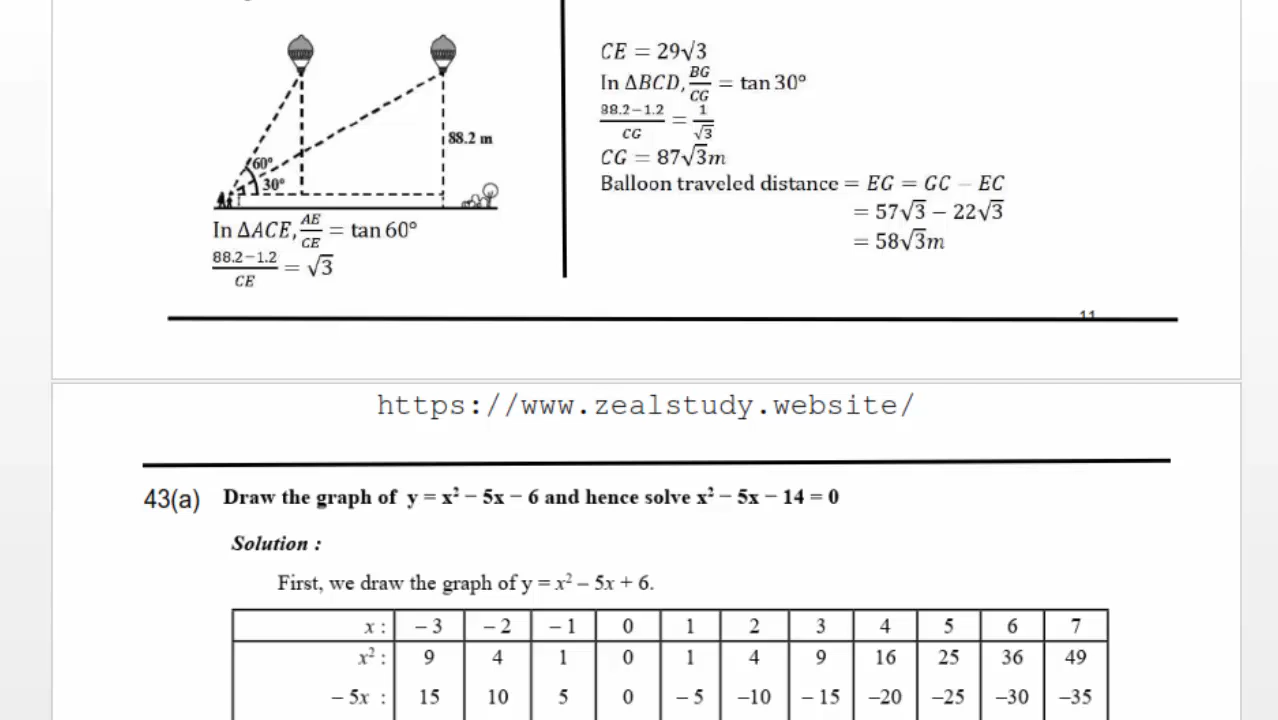 60°
30°
88.2 m
In ΔACE, AE/CE = tan 60°
88.2−1.2/CE = √3
CE = 29√3
In ΔBCD, BG/CG = tan 30°
88.2−1.2/CG = 1/√3
CG = 87√3m
Balloon traveled distance = EG = GC − EC
= 57√3 − 22√3
= 58√3m
11
https://www.zealstudy.website/
43(a) Draw the graph of y = x² − 5x − 6 and hence solve x² − 5x − 14 = 0
Solution :
First, we draw the graph of y = x² – 5x + 6.
x : – 3 – 2 – 1 0 1 2 3 4 5 6 7
x² : 9 4 1 0 1 4 9 16 25 36 49
– 5x : 15 10 5 0 – 5 –10 – 15 –20 –25 –30 –35